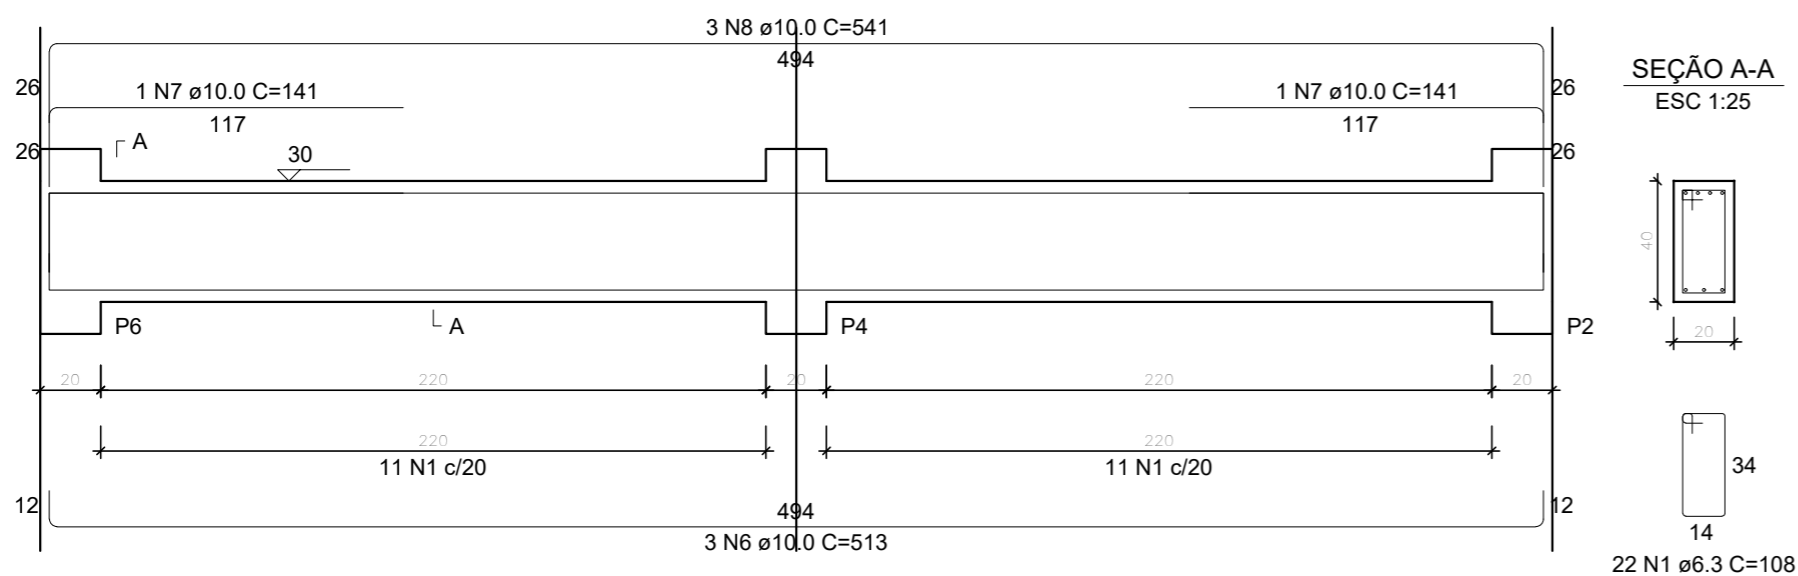 3 N8 ø10.0 C=541
494
SEÇÃO A-A
ESC 1:25
26
26
1 N7 ø10.0 C=141
117
1 N7 ø10.0 C=141
117
26
26
A
30
40
20
P6
A
P4
P2
20
220
20
220
20
220
11 N1 c/20
220
11 N1 c/20
34
14
22 N1 ø6.3 C=108
12
494
12
3 N6 ø10.0 C=513